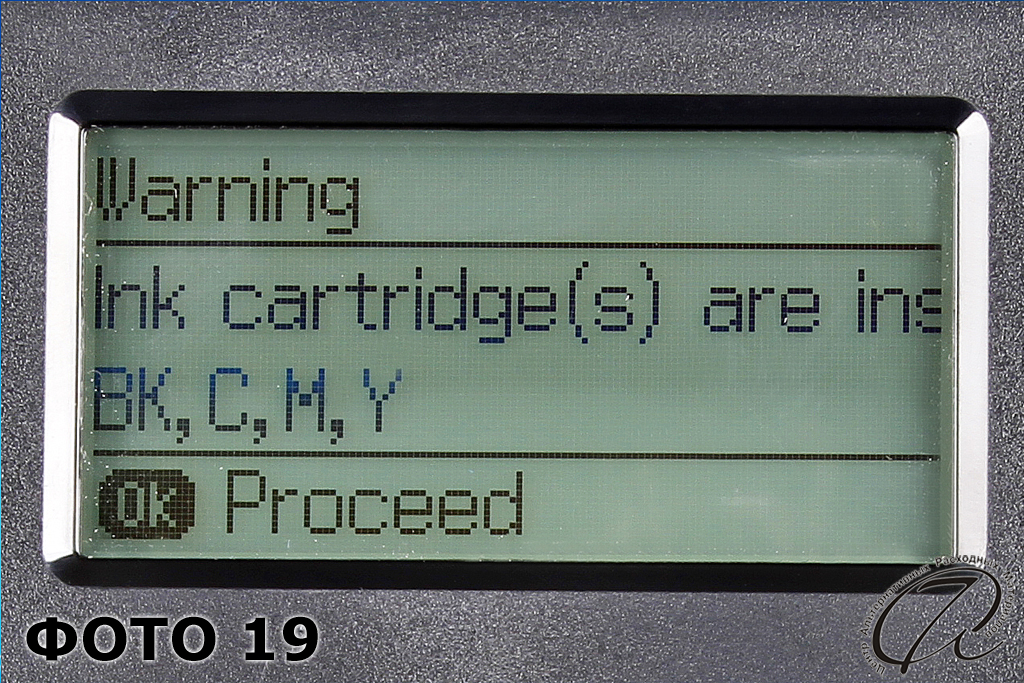 Warning
Ink cartridge(s) are ins
BK,C,M,Y
OK Proceed
ФОТО 19